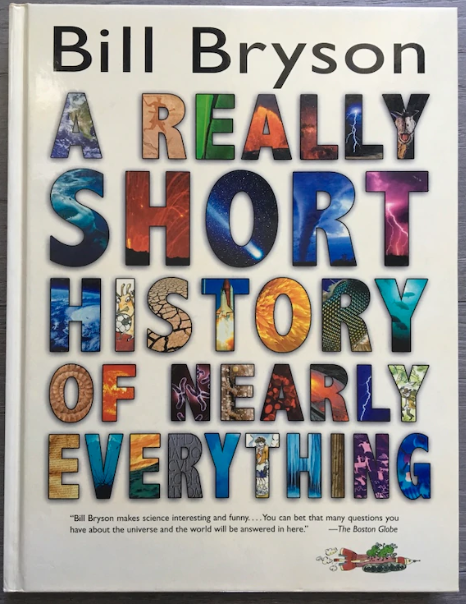 Bill Bryson
A REALLY
SHORT
HISTORY
OF NEARLY
EVERYTHING
“Bill Bryson makes science interesting and funny. . . . You can bet that many questions you
have about the universe and the world will be answered in here.” —The Boston Globe